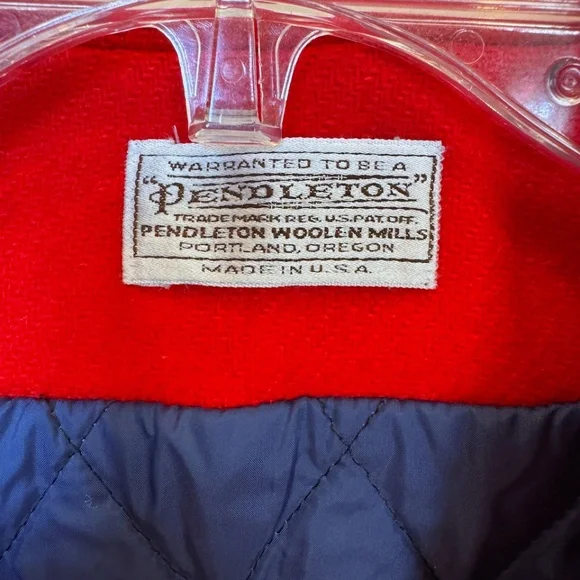 WARRANTED TO BE A
"PENDLETON"
TRADE MARK REG. U.S. PAT. OFF.
PENDLETON WOOLEN MILLS
PORTLAND, OREGON
MADE IN U.S.A.